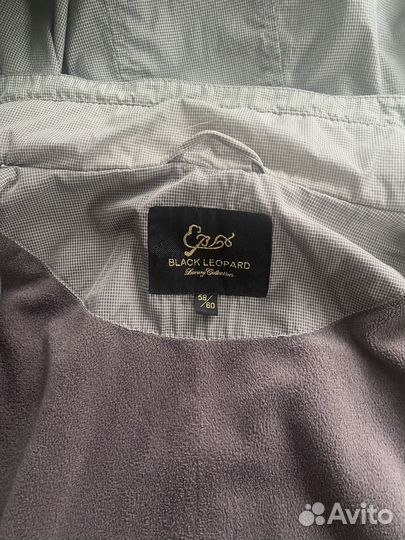 BLACK LEOPARD
Luxury Collection
58/
60
Avito